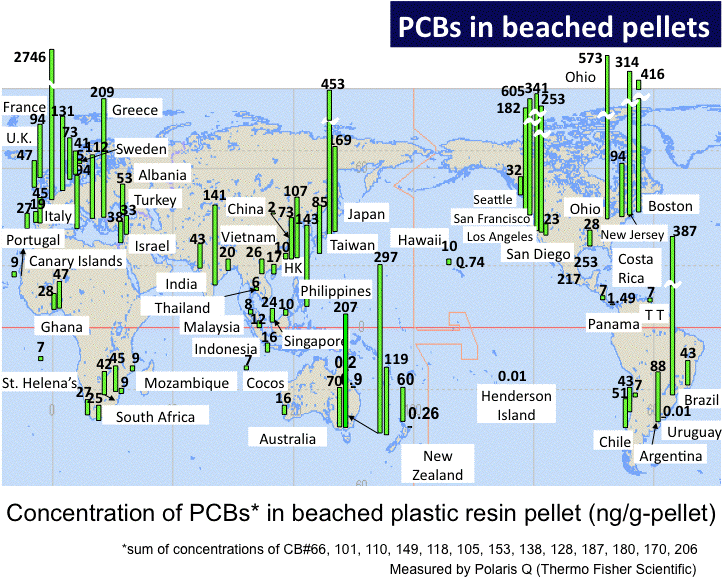 PCBs in beached pellets
2746
573
314
Ohio
416
209
453
605
341
182
253
France
94
131
Greece
U.K.
73
41
5
112
Sweden
69
47
94
Albania
94
53
32
45
Turkey
Seattle
27
19
Italy
38
33
141
China
2
107
73
85
Japan
San Francisco
Ohio
Boston
143
Los Angeles
23
28
New Jersey
387
Portugal
Israel
43
Vietnam
10
Taiwan
Hawaii
San Diego
9
Canary Islands
20
26
17
HK
297
10
0.74
253
Costa
Rica
47
28
India
6
Philippines
217
7
1.49
7
Thailand
8
24
10
207
Panama
T T
Ghana
Malaysia
12
Singapore
7
Indonesia
16
0.2
119
43
42
45
9
7
70
60
0.01
88
St. Helena's
Mozambique
Cocos
Henderson
Island
43
7
Brazil
27
25
9
16
0.26
51
0.01
South Africa
Uruguay
Australia
New
Zealand
Chile
Argentina
Concentration of PCBs* in beached plastic resin pellet (ng/g-pellet)
*sum of concentrations of CB#66, 101, 110, 149, 118, 105, 153, 138, 128, 187, 180, 170, 206
Measured by Polaris Q (Thermo Fisher Scientific)